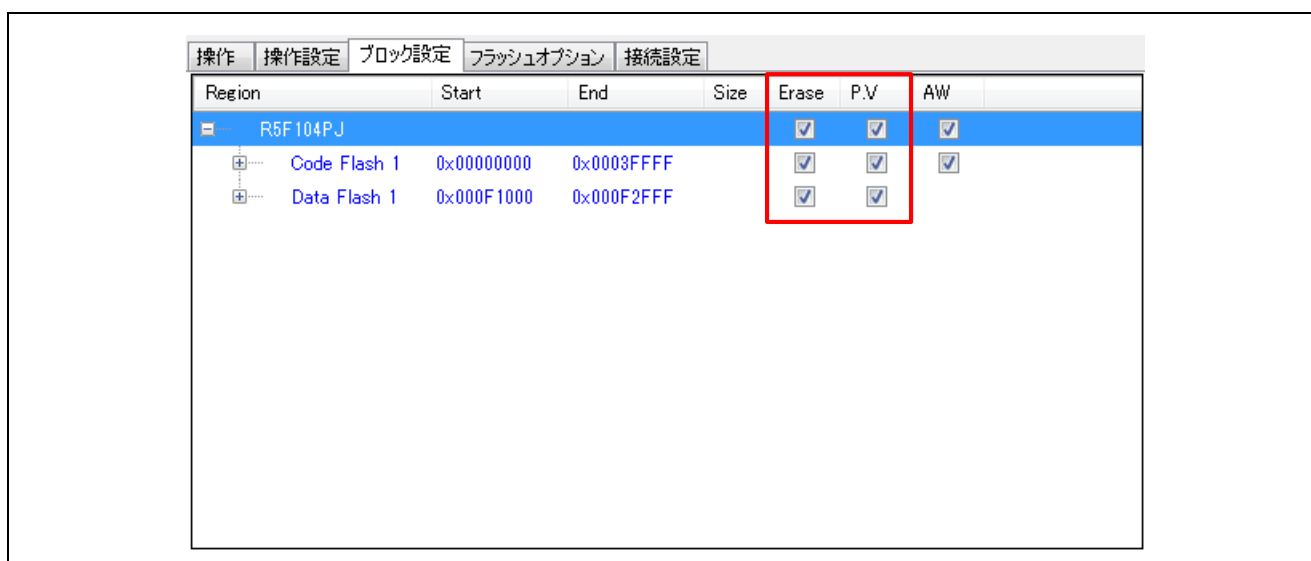 操作 操作設定 ブロック設定 フラッシュオプション 接続設定
Region Start End Size Erase P.V AW
R5F104PJ
Code Flash 1 0x00000000 0x0003FFFF
Data Flash 1 0x000F1000 0x000F2FFF